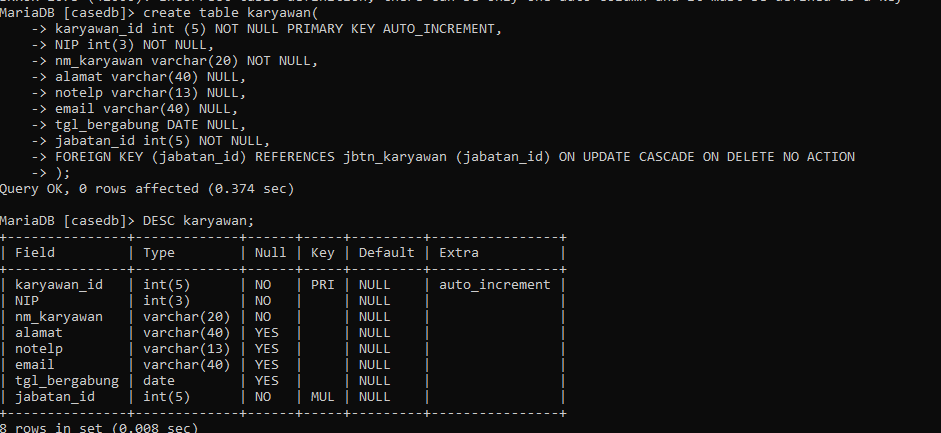 MariaDB [casedb]> create table karyawan(
    -> karyawan_id int (5) NOT NULL PRIMARY KEY AUTO_INCREMENT,
    -> NIP int(3) NOT NULL,
    -> nm_karyawan varchar(20) NOT NULL,
    -> alamat varchar(40) NULL,
    -> notelp varchar(13) NULL,
    -> email varchar(40) NULL,
    -> tgl_bergabung DATE NULL,
    -> jabatan_id int(5) NOT NULL,
    -> FOREIGN KEY (jabatan_id) REFERENCES jbtn_karyawan (jabatan_id) ON UPDATE CASCADE ON DELETE NO ACTION
    -> );
Query OK, 0 rows affected (0.374 sec)
MariaDB [casedb]> DESC karyawan;
+---------------+-------------+------+-----+---------+----------------+
| Field         | Type        | Null | Key | Default | Extra          |
+---------------+-------------+------+-----+---------+----------------+
| karyawan_id   | int(5)      | NO   | PRI | NULL    | auto_increment |
| NIP           | int(3)      | NO   |     | NULL    |                |
| nm_karyawan   | varchar(20) | NO   |     | NULL    |                |
| alamat        | varchar(40) | YES  |     | NULL    |                |
| notelp        | varchar(13) | YES  |     | NULL    |                |
| email         | varchar(40) | YES  |     | NULL    |                |
| tgl_bergabung | date        | YES  |     | NULL    |                |
| jabatan_id    | int(5)      | NO   | MUL | NULL    |                |
+---------------+-------------+------+-----+---------+----------------+
8 rows in set (0.008 sec)